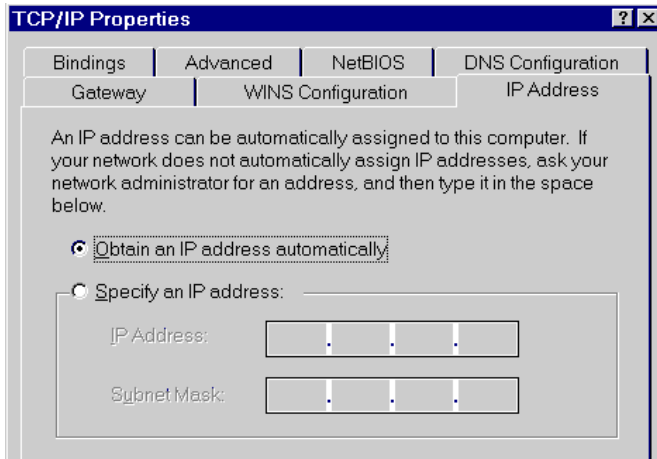 TCP/IP Properties
Bindings Advanced NetBIOS DNS Configuration
Gateway WINS Configuration IP Address
An IP address can be automatically assigned to this computer. If
your network does not automatically assign IP addresses, ask your
network administrator for an address, and then type it in the space
below.
Obtain an IP address automatically
Specify an IP address:
IP Address:
Subnet Mask: